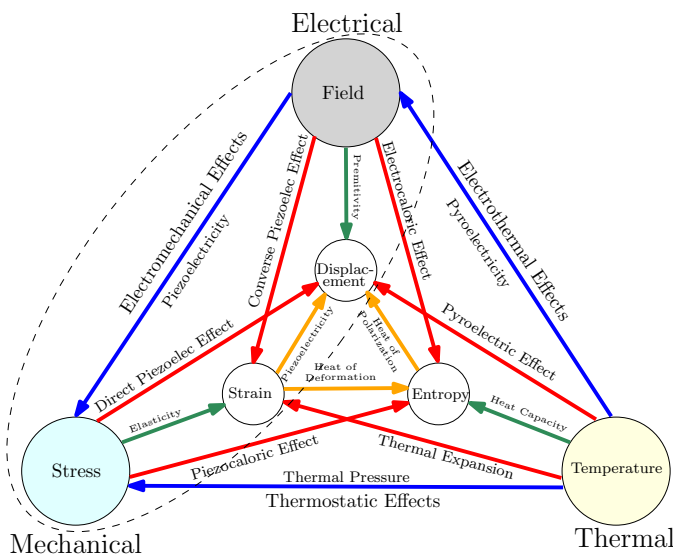 Electrical
Field
Electromechanical Effects
Piezoelectricity
Converse Piezoelec Effect
Premitivity
Electrocaloric Effect
Electrothermal Effects
Pyroelectricity
Displac-
ement
Direct Piezoelec Effect
Piezoelectricity
Heat of
Polarization
Pyroelectric Effect
Heat of
Deformation
Strain
Entropy
Elasticity
Heat Capacity
Piezocaloric Effect
Thermal Expansion
Stress
Temperature
Thermal Pressure
Thermostatic Effects
Mechanical
Thermal